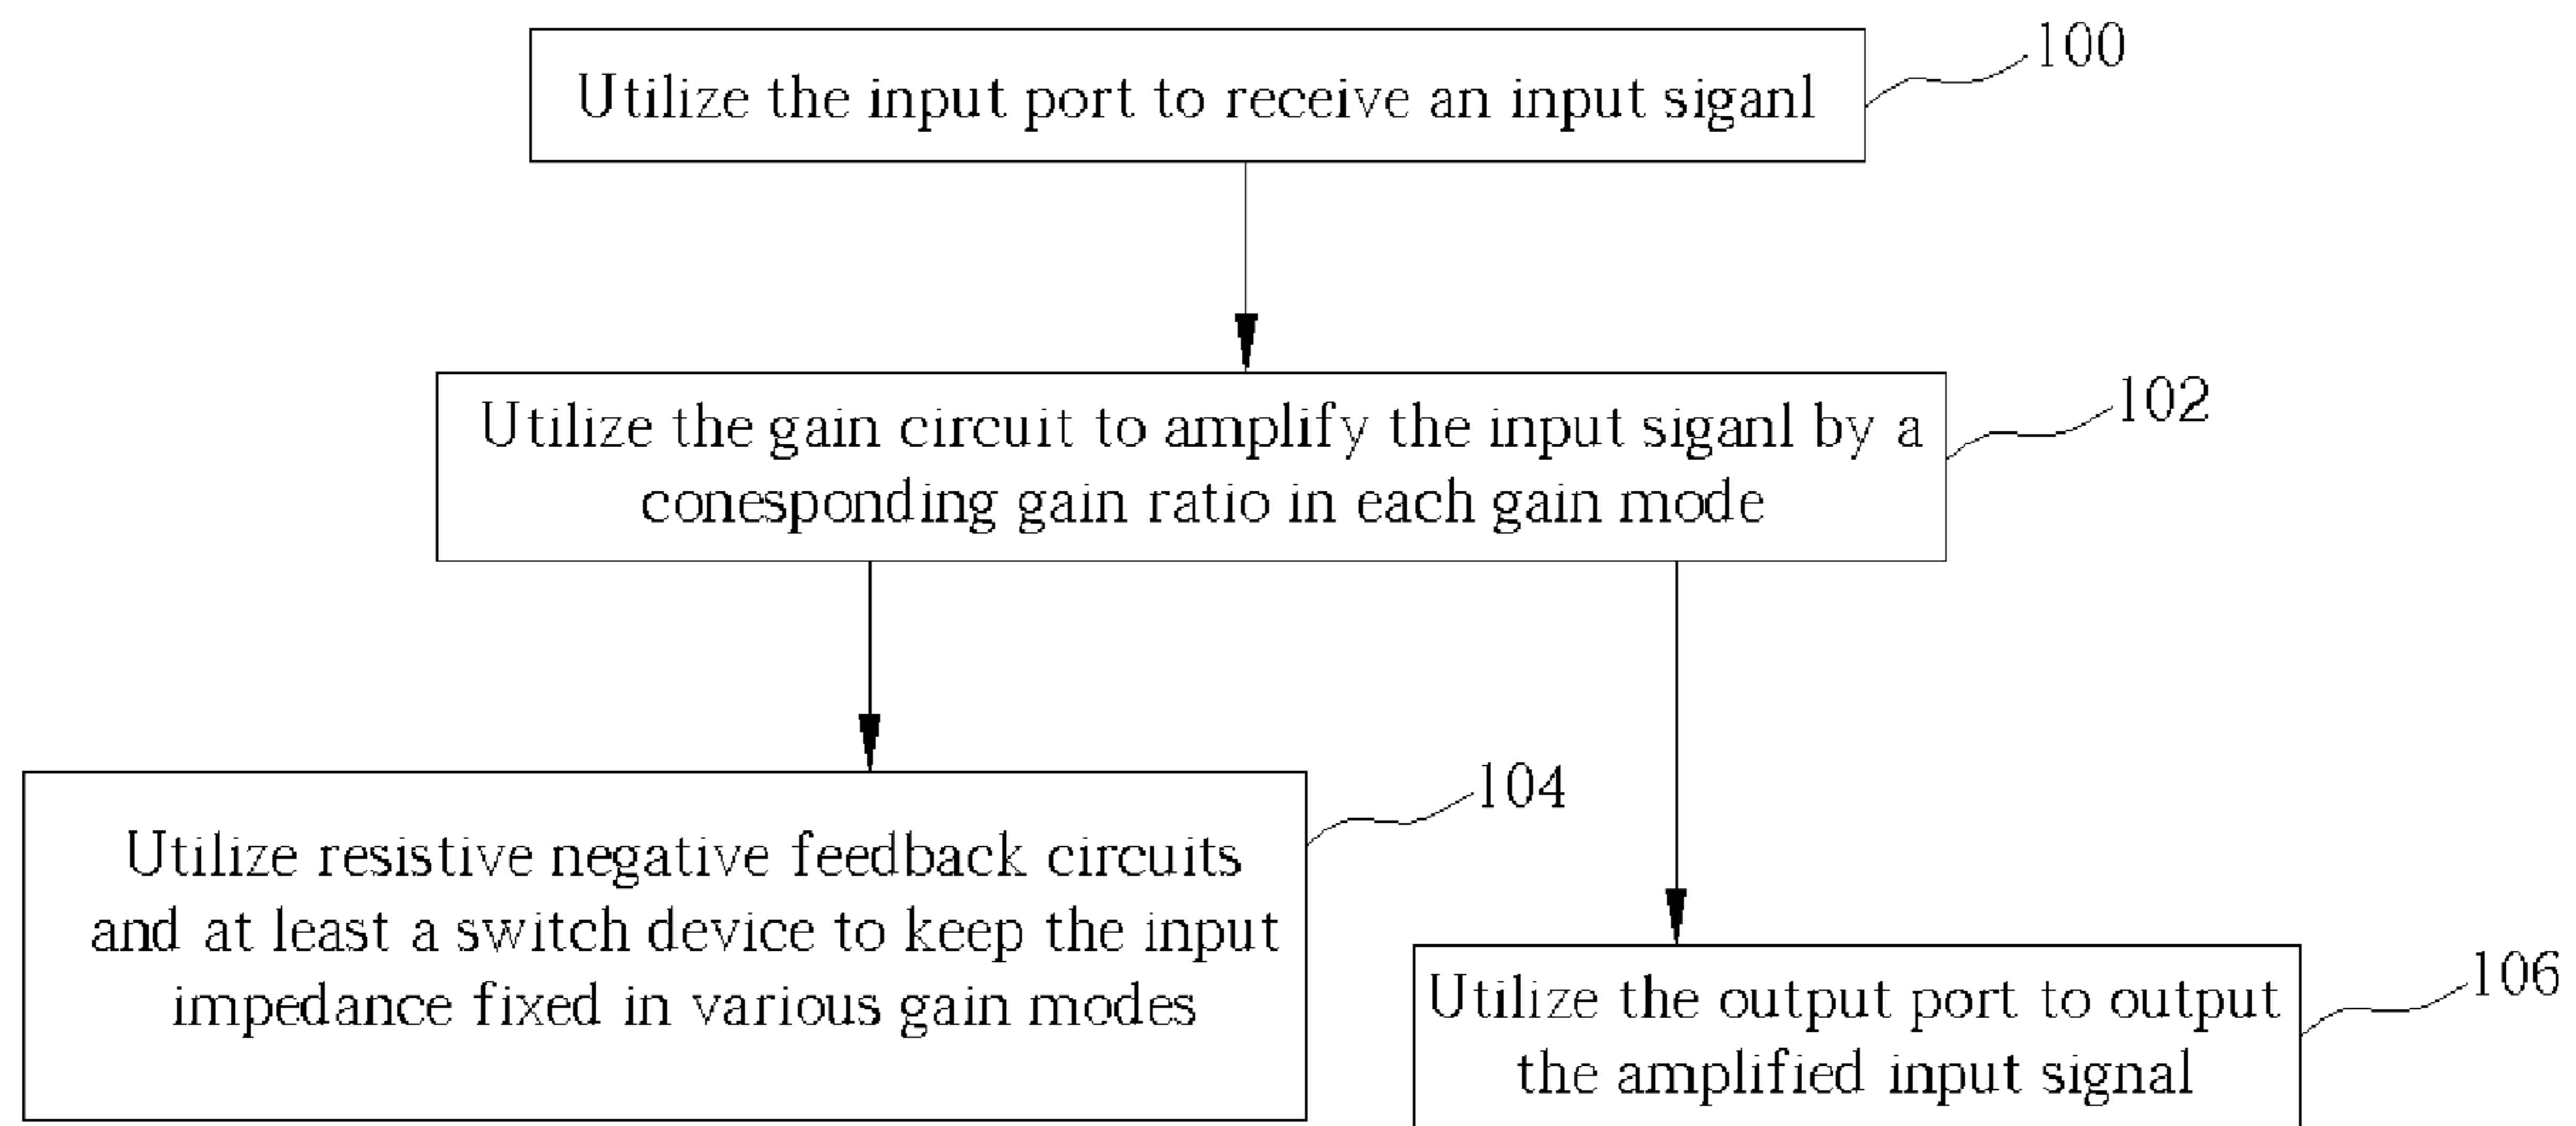 100
Utilize the input port to receive an input siganl
102
Utilize the gain circuit to amplify the input siganl by a
conesponding gain ratio in each gain mode
104
Utilize resistive negative feedback circuits
and at least a switch device to keep the input
impedance fixed in various gain modes
106
Utilize the output port to output
the amplified input signal